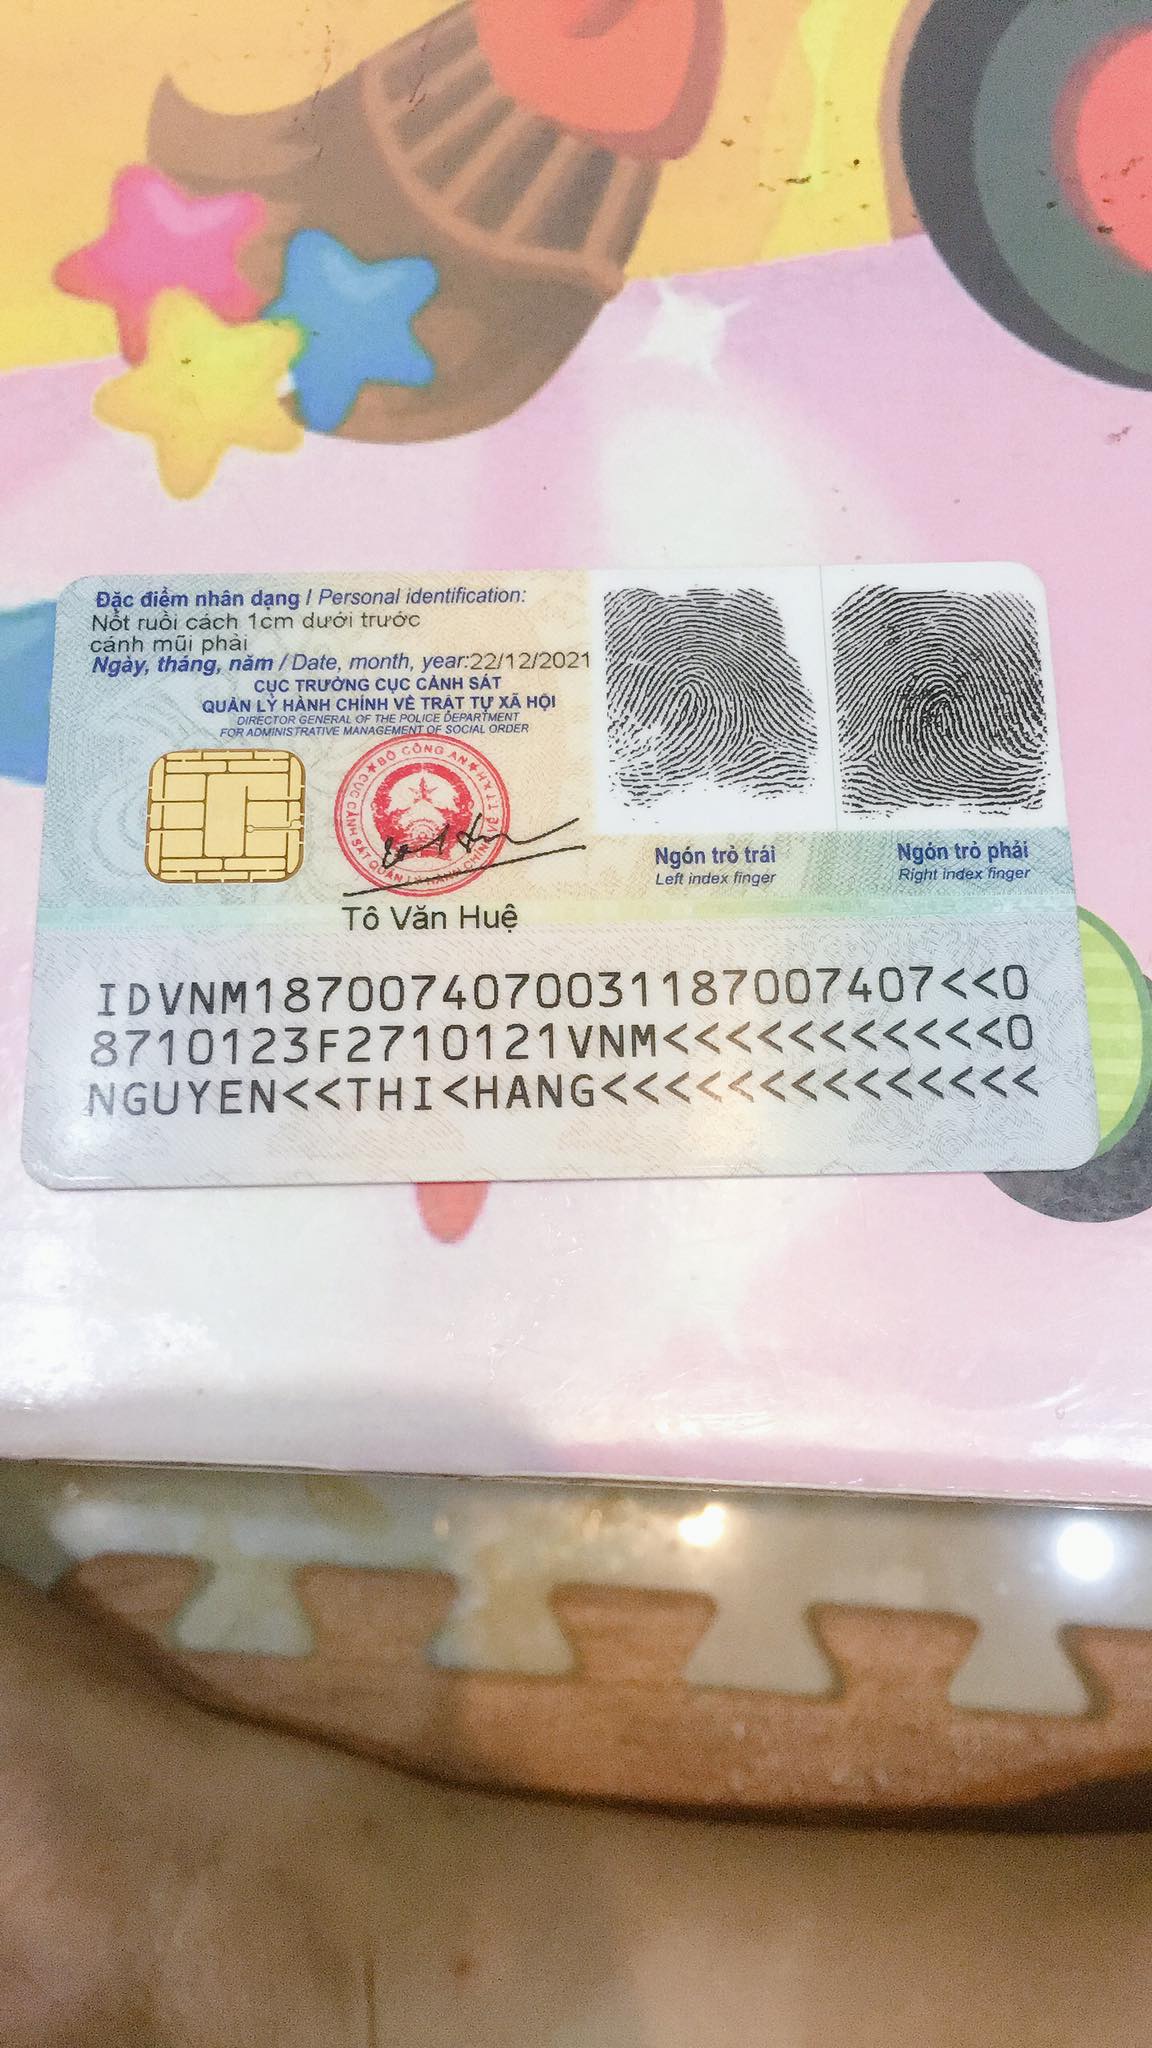 Đặc điểm nhân dạng / Personal identification:
Nốt ruồi cách 1cm dưới trước
cánh mũi phải
Ngày, tháng, năm / Date, month, year:22/12/2021
CỤC TRƯỞNG CỤC CẢNH SÁT
QUẢN LÝ HÀNH CHÍNH VỀ TRẬT TỰ XÃ HỘI
DIRECTOR GENERAL OF THE POLICE DEPARTMENT
FOR ADMINISTRATIVE MANAGEMENT OF SOCIAL ORDER
BỘ CÔNG AN
CỤC CẢNH SÁT QUẢN LÝ HÀNH CHÍNH VỀ TTXH
Tô Văn Huệ
Ngón trỏ trái
Left index finger
Ngón trỏ phải
Right index finger
IDVNM1870074070031187007407<<0
8710123F2710121VNM<<<<<<<<<<<0
NGUYEN<<THI<HANG<<<<<<<<<<<<<<